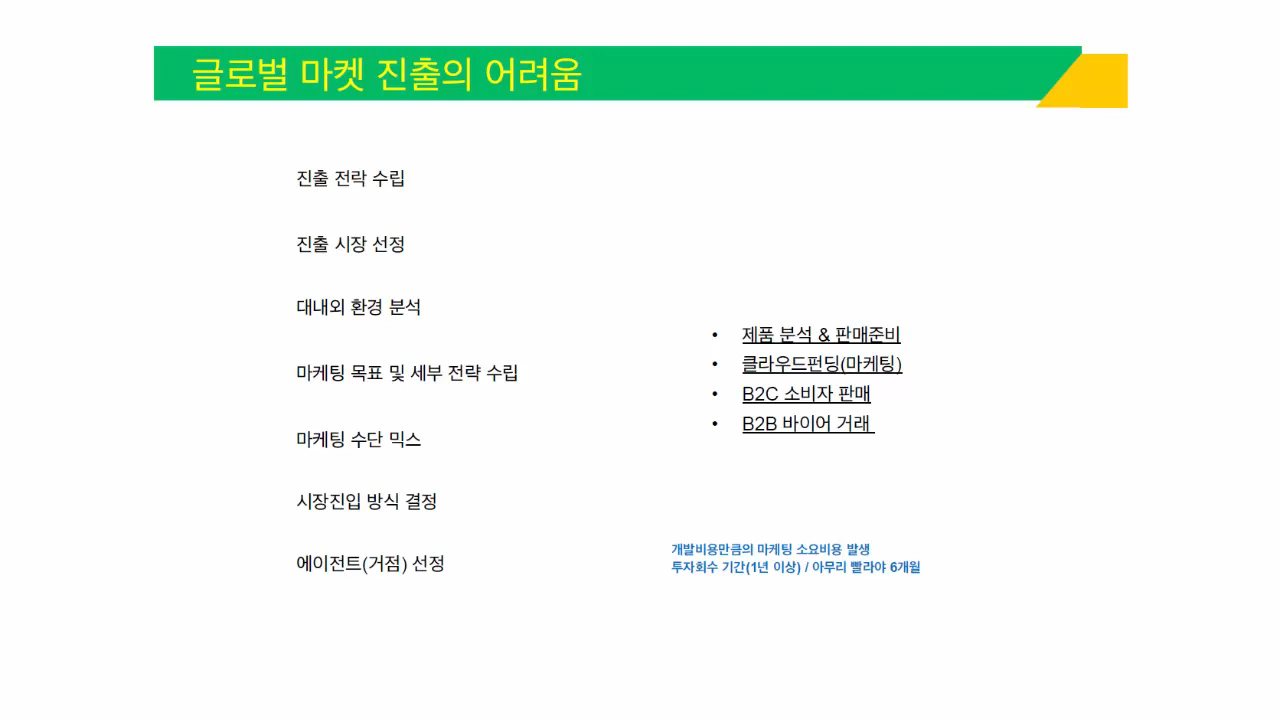 글로벌 마켓 진출의 어려움
진출 전락 수립
진출 시장 선정
대내외 환경 분석
마케팅 목표 및 세부 전략 수립
마케팅 수단 믹스
시장진입 방식 결정
에이전트(거점) 선정
• 제품 분석 & 판매준비
• 클라우드펀딩(마케팅)
• B2C 소비자 판매
• B2B 바이어 거래
개발비용만큼의 마케팅 소요비용 발생
투자회수 기간(1년 이상) / 아무리 빨라야 6개월